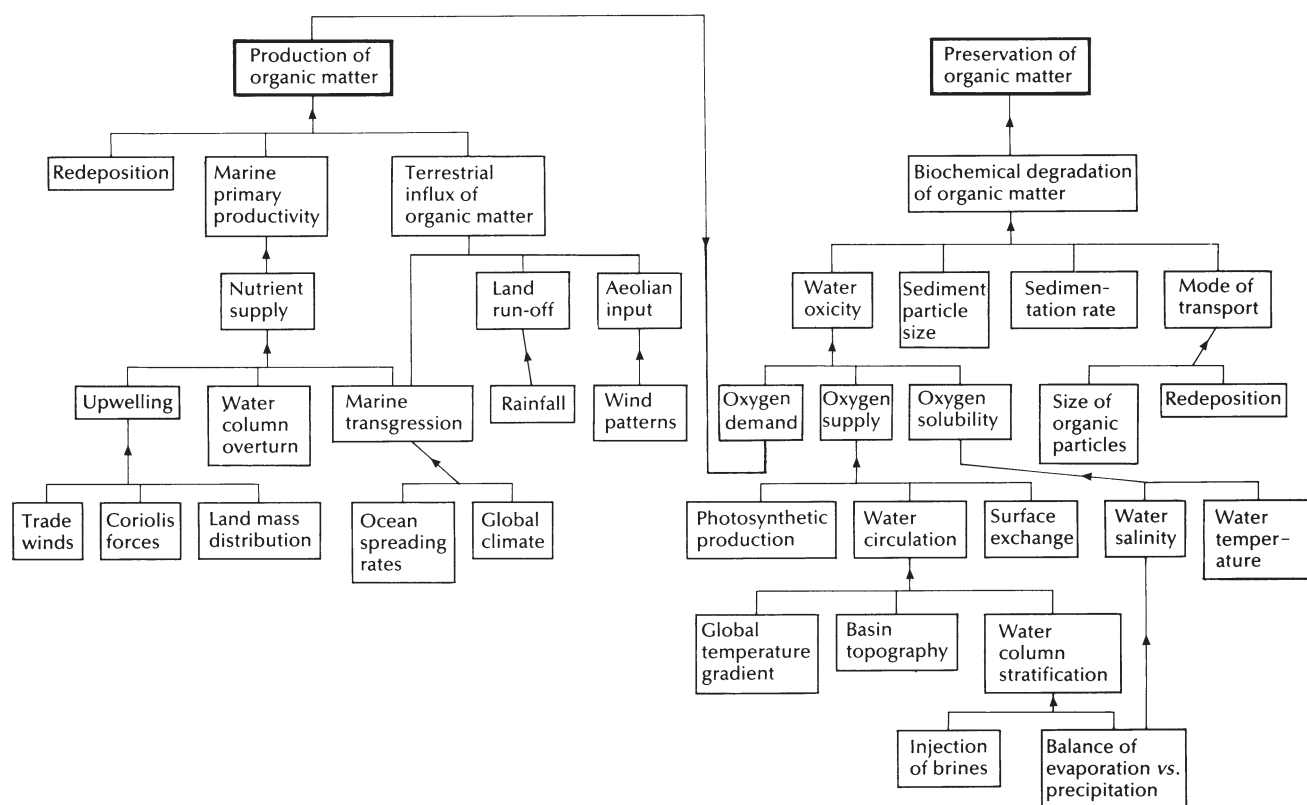 Production of
organic matter
Preservation of
organic matter
Redeposition
Marine
primary
productivity
Terrestrial
influx of
organic matter
Biochemical degradation
of organic matter
Nutrient
supply
Land
run-off
Aeolian
input
Water
oxicity
Sediment
particle
size
Sedimen-
tation rate
Mode of
transport
Upwelling
Water
column
overturn
Marine
transgression
Rainfall
Wind
patterns
Oxygen
demand
Oxygen
supply
Oxygen
solubility
Size of
organic
particles
Redeposition
Trade
winds
Coriolis
forces
Land mass
distribution
Ocean
spreading
rates
Global
climate
Photosynthetic
production
Water
circulation
Surface
exchange
Water
salinity
Water
temper-
ature
Global
temperature
gradient
Basin
topography
Water
column
stratification
Injection
of brines
Balance of
evaporation vs.
precipitation